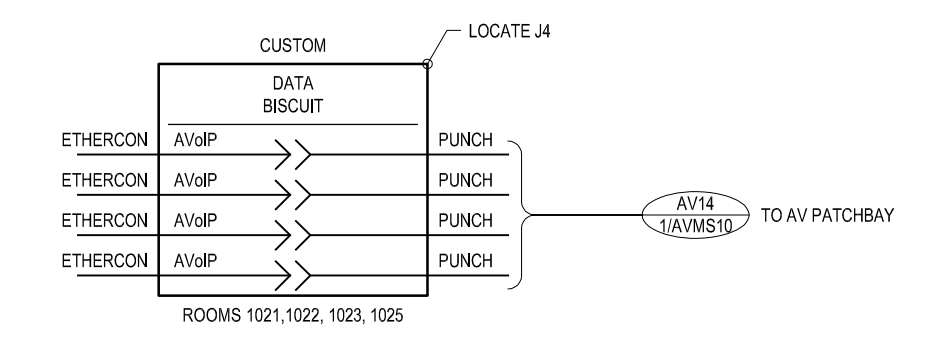 LOCATE J4
CUSTOM
DATA
BISCUIT
ETHERCON AVoIP PUNCH
ETHERCON AVoIP PUNCH
ETHERCON AVoIP PUNCH
ETHERCON AVoIP PUNCH
AV14
1/AVMS10
TO AV PATCHBAY
ROOMS 1021,1022, 1023, 1025